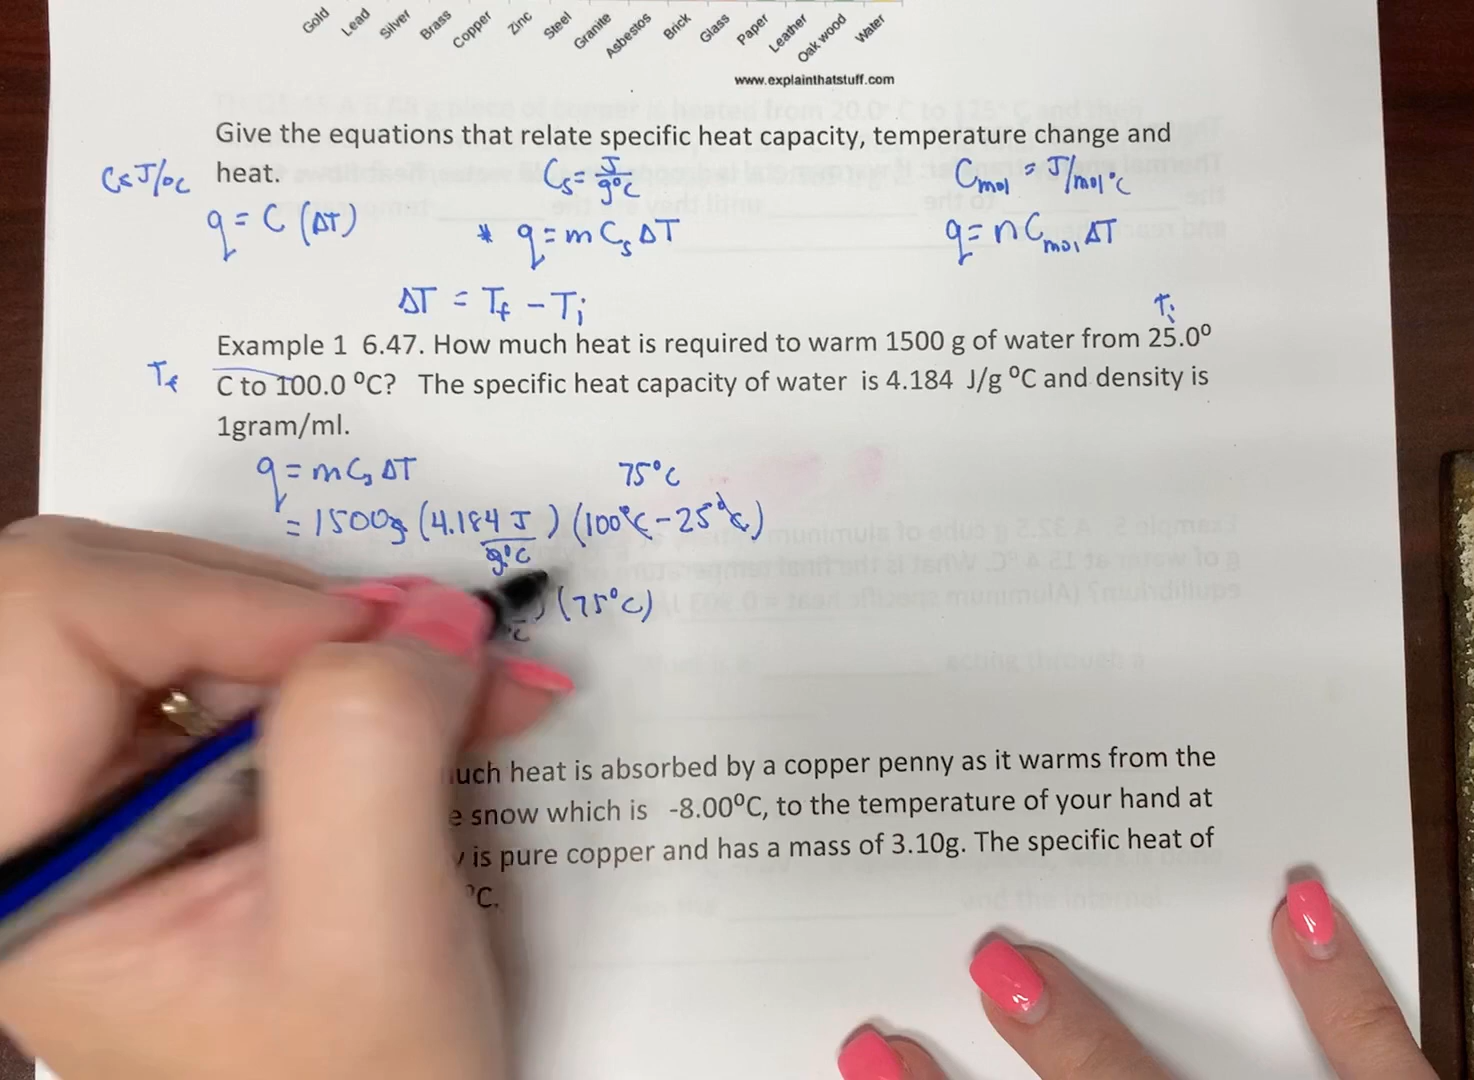 Gold Lead Silver Brass Copper Zinc Steel Granite Asbestos Brick Glass Paper Leather Oak wood Water
www.explainthatstuff.com
Give the equations that relate specific heat capacity, temperature change and
heat.
C = J/°C
Cs = J/g°C
Cmol = J/mol°C
q = C (ΔT)
* q = m Cs ΔT
q = n Cmol ΔT
ΔT = Tf - Ti
Ti
Example 1 6.47. How much heat is required to warm 1500 g of water from 25.0º
Tf
C to 100.0 ºC? The specific heat capacity of water is 4.184 J/g ºC and density is
1gram/ml.
q = m Cs ΔT
75°C
= 1500g (4.184 J/g°C) (100°C - 25°C)
) (75°C)
much heat is absorbed by a copper penny as it warms from the
snow which is -8.00ºC, to the temperature of your hand at
is pure copper and has a mass of 3.10g. The specific heat of
ºC.